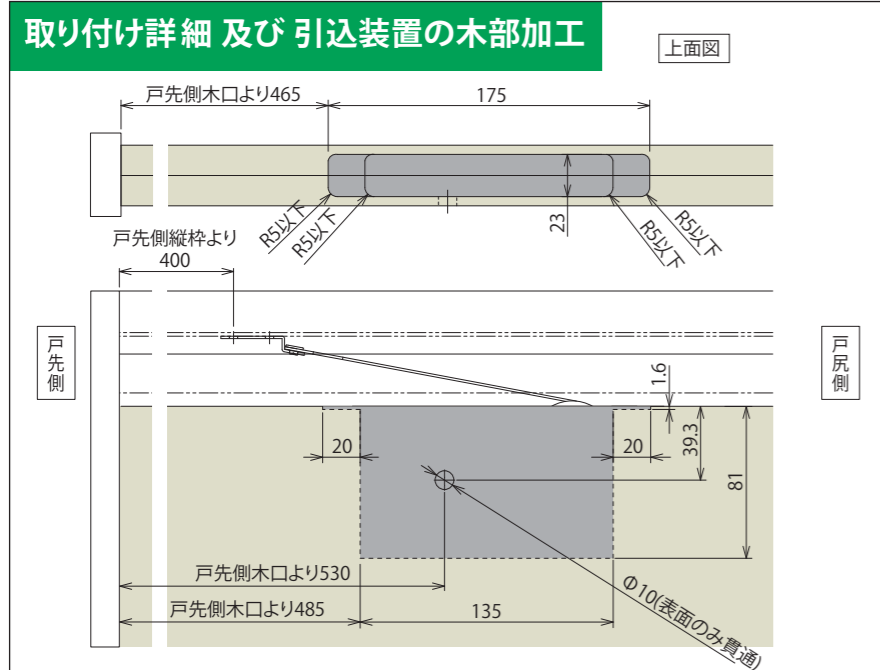 取り付け詳細 及び 引込装置の木部加工
上面図
戸先側木口より465
175
R5以下
R5以下
23
R5以下
R5以下
戸先側縦枠より
400
戸先側
戸尻側
1.6
20
39.3
20
81
戸先側木口より530
戸先側木口より485
135
Φ10(表面のみ貫通)